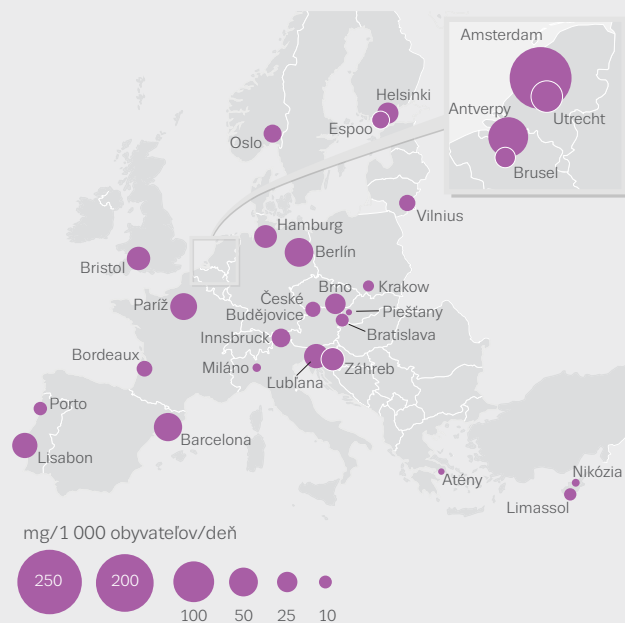 Amsterdam
Utrecht
Antverpy
Brusel
Helsinki
Espoo
Oslo
Vilnius
Hamburg
Berlín
Bristol
Paríž
Brno
Krakow
České
Budějovice
Piešťany
Bratislava
Innsbruck
Bordeaux
Miláno
Ľubľana
Záhreb
Porto
Barcelona
Lisabon
Atény
Nikózia
Limassol
mg/1 000 obyvateľov/deň
250 200
100 50 25 10